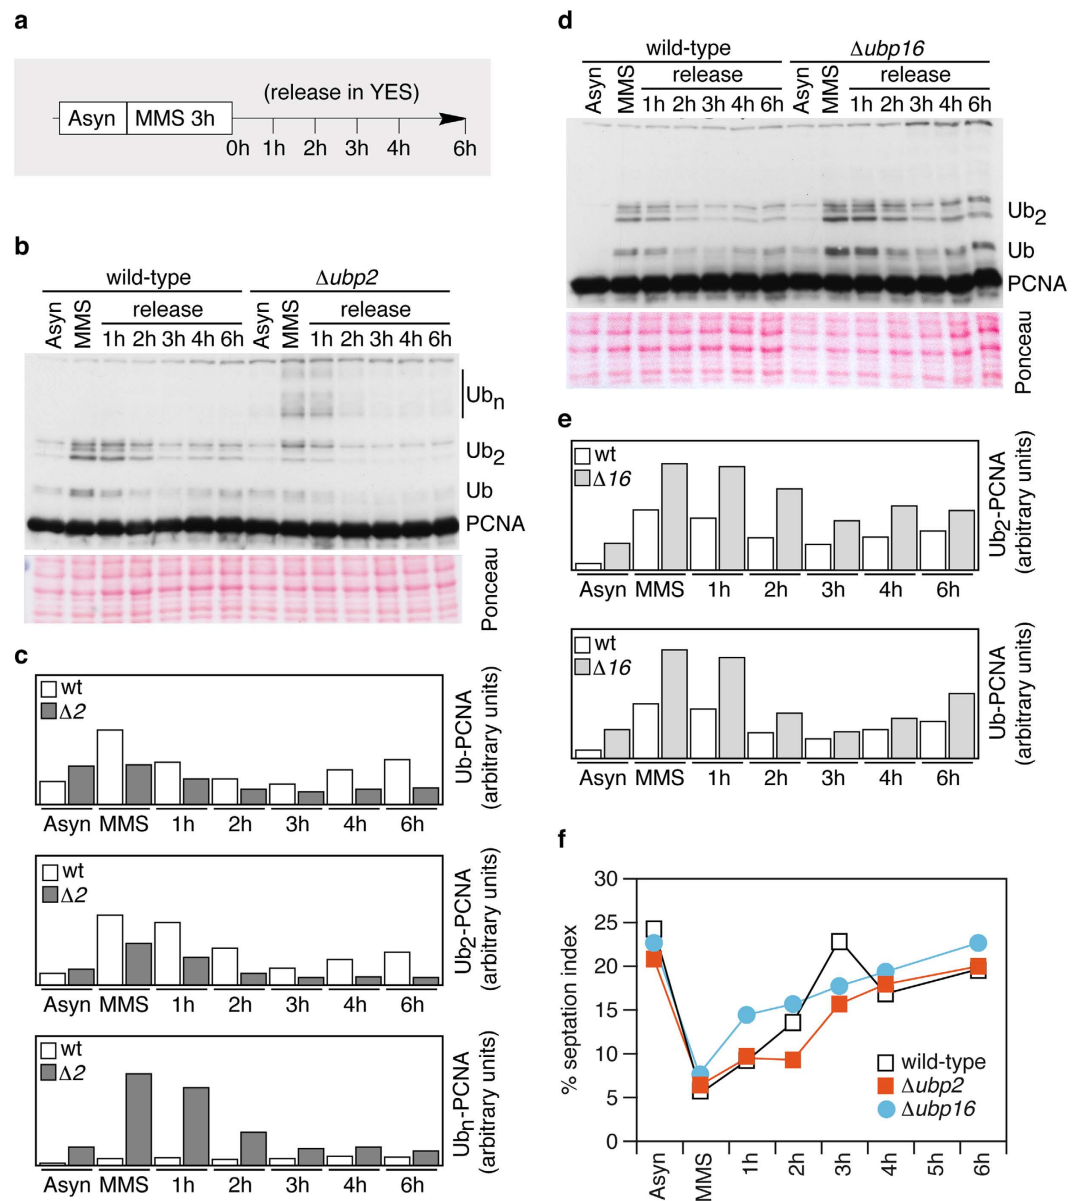 a
Asyn MMS 3h (release in YES)
0h 1h 2h 3h 4h 6h
b
wild-type Δubp2
Asyn MMS release Asyn MMS release
1h 2h 3h 4h 6h 1h 2h 3h 4h 6h
Ubn
Ub2
Ub
PCNA
Ponceau
c
wt
Δ2
Ub-PCNA
(arbitrary units)
Asyn MMS 1h 2h 3h 4h 6h
wt
Δ2
Ub2-PCNA
(arbitrary units)
Asyn MMS 1h 2h 3h 4h 6h
wt
Δ2
Ubn-PCNA
(arbitrary units)
Asyn MMS 1h 2h 3h 4h 6h
d
wild-type Δubp16
Asyn MMS release Asyn MMS release
1h 2h 3h 4h 6h 1h 2h 3h 4h 6h
Ub2
Ub
PCNA
Ponceau
e
wt
Δ16
Ub2-PCNA
(arbitrary units)
Asyn MMS 1h 2h 3h 4h 6h
wt
Δ16
Ub-PCNA
(arbitrary units)
Asyn MMS 1h 2h 3h 4h 6h
f
% septation index
30
25
20
15
10
5
0
wild-type
Δubp2
Δubp16
Asyn MMS 1h 2h 3h 4h 5h 6h